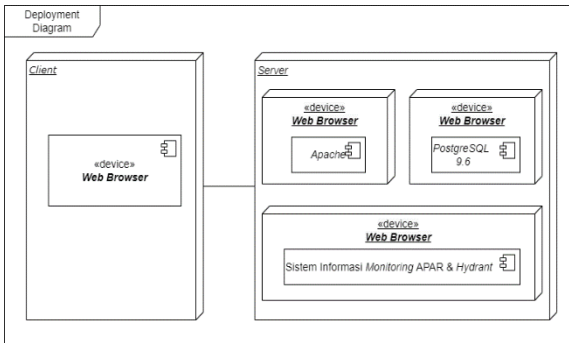 Deployment
Diagram
Client
«device»
Web Browser
Server
«device»
Web Browser
Apache
«device»
Web Browser
PostgreSQL
9.6
«device»
Web Browser
Sistem Informasi Monitoring APAR & Hydrant